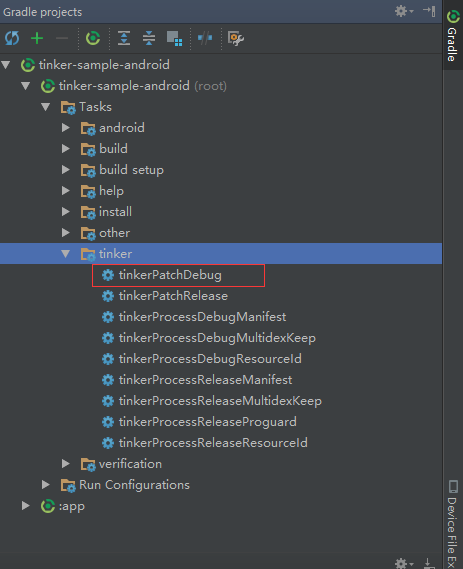 Gradle projects
tinker-sample-android
tinker-sample-android (root)
Tasks
android
build
build setup
help
install
other
tinker
tinkerPatchDebug
tinkerPatchRelease
tinkerProcessDebugManifest
tinkerProcessDebugMultidexKeep
tinkerProcessDebugResourceId
tinkerProcessReleaseManifest
tinkerProcessReleaseMultidexKeep
tinkerProcessReleaseProguard
tinkerProcessReleaseResourceId
verification
Run Configurations
:app
Gradle
Device File Ex